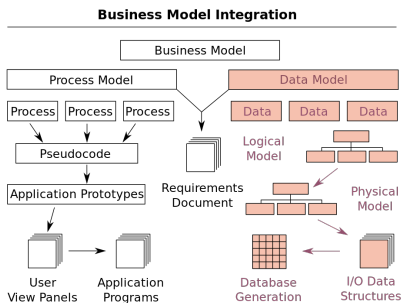 Business Model Integration
Business Model
Process Model
Data Model
Process
Process
Process
Data
Data
Data
Pseudocode
Logical
Model
Application Prototypes
Requirements
Document
Physical
Model
User
View Panels
Application
Programs
Database
Generation
I/O Data
Structures